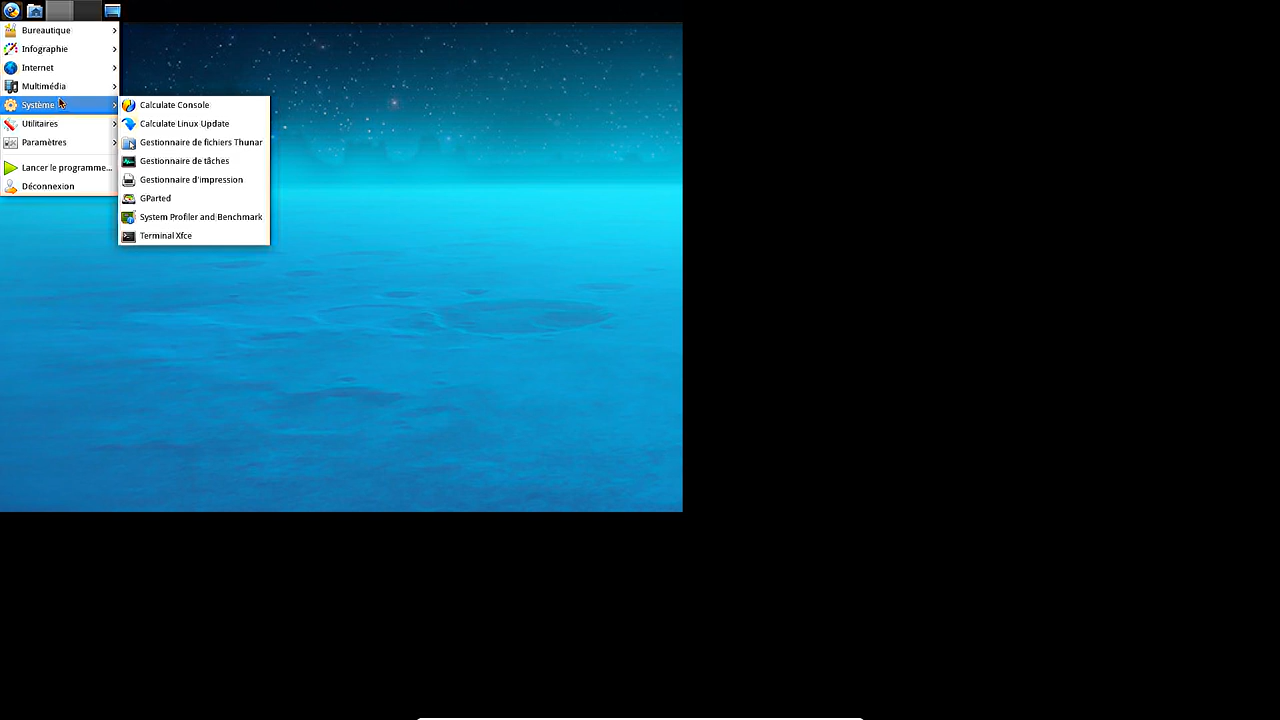 Bureautique
Infographie
Internet
Multimédia
Système
Utilitaires
Paramètres
Lancer le programme...
Déconnexion
Calculate Console
Calculate Linux Update
Gestionnaire de fichiers Thunar
Gestionnaire de tâches
Gestionnaire d'impression
GParted
System Profiler and Benchmark
Terminal Xfce